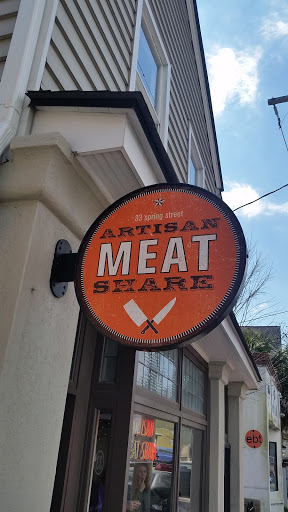 33 spring street
ARTISAN
MEAT
SHARE
ebt